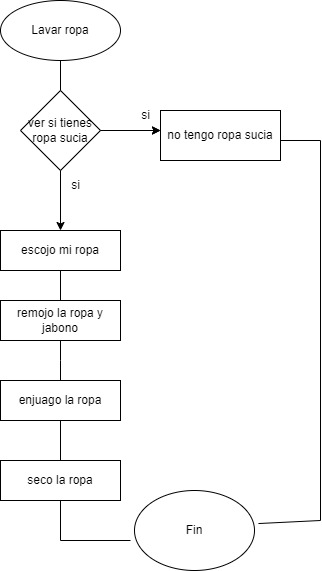 Lavar ropa
si
ver si tienes
ropa sucia
no tengo ropa sucia
si
escojo mi ropa
remojo la ropa y
jabono
enjuago la ropa
seco la ropa
Fin